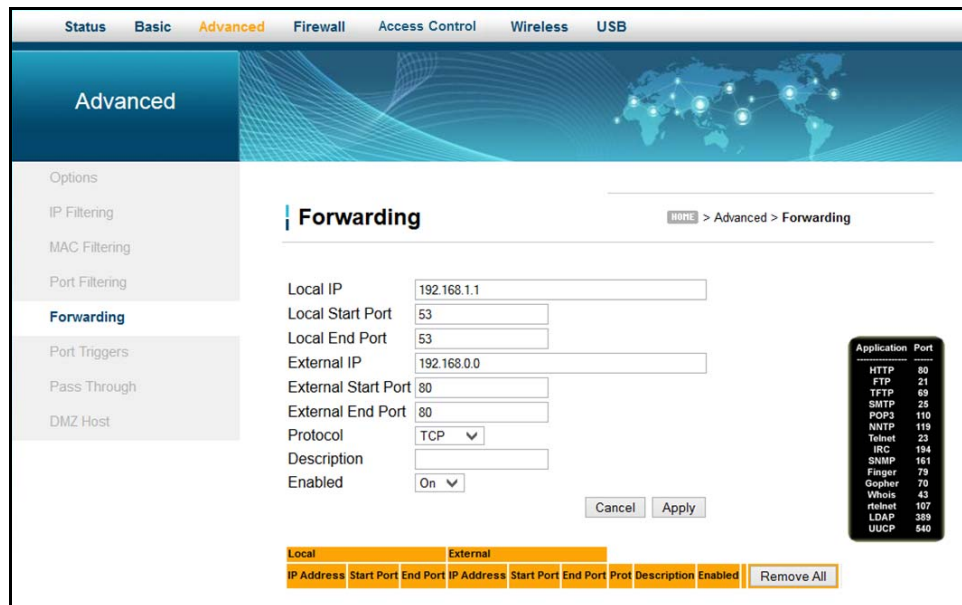 Status Basic Advanced Firewall Access Control Wireless USB
Advanced
Options
IP Filtering
MAC Filtering
Port Filtering
Forwarding
Port Triggers
Pass Through
DMZ Host
Forwarding
HOME > Advanced > Forwarding
Local IP 192.168.1.1
Local Start Port 53
Local End Port 53
External IP 192.168.0.0
External Start Port 80
External End Port 80
Protocol TCP
Description
Enabled On
Cancel Apply
Application Port
HTTP 80
FTP 21
TFTP 69
SMTP 25
POP3 110
NNTP 119
Telnet 23
IRC 194
SNMP 161
Finger 79
Gopher 70
Whois 43
rtelnet 107
LDAP 389
UUCP 540
Local External
IP Address Start Port End Port IP Address Start Port End Port Prot Description Enabled Remove All